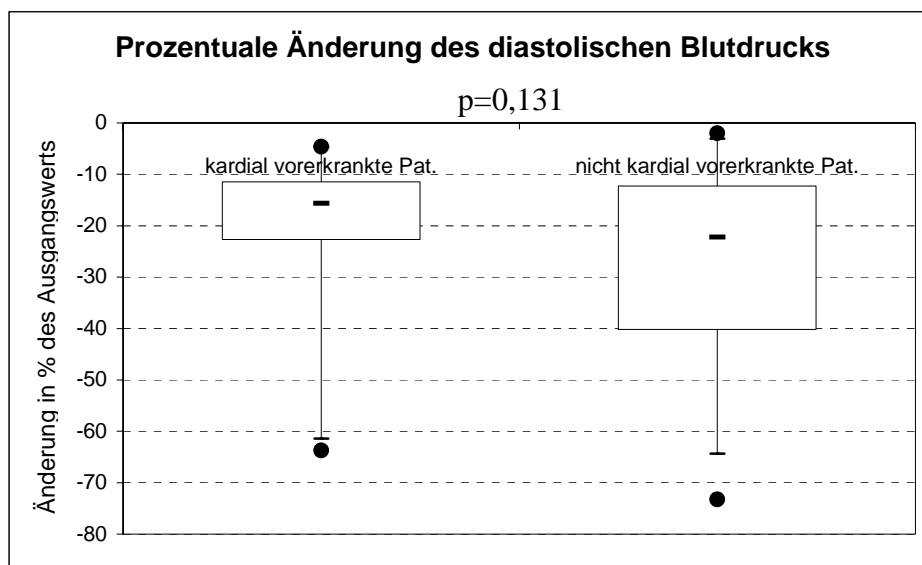 Prozentuale Änderung des diastolischen Blutdrucks
p=0,131
Änderung in % des Ausgangswerts
0
-10
-20
-30
-40
-50
-60
-70
-80
kardial vorerkrankte Pat.
nicht kardial vorerkrankte Pat.